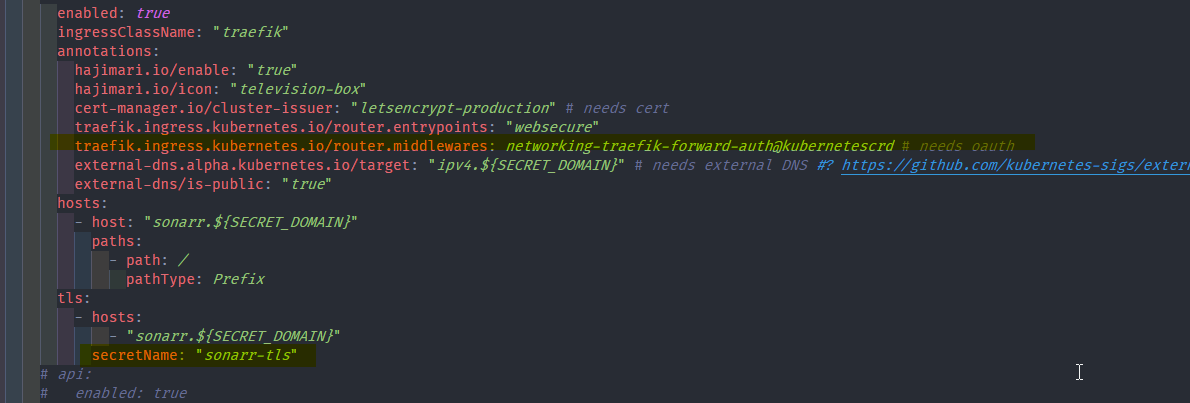 enabled: true
ingressClassName: "traefik"
annotations:
hajimari.io/enable: "true"
hajimari.io/icon: "television-box"
cert-manager.io/cluster-issuer: "letsencrypt-production" # needs cert
traefik.ingress.kubernetes.io/router.entrypoints: "websecure"
traefik.ingress.kubernetes.io/router.middlewares: networking-traefik-forward-auth@kubernetescrd # needs oauth
external-dns.alpha.kubernetes.io/target: "ipv4.${SECRET_DOMAIN}" # needs external DNS #? https://github.com/kubernetes-sigs/exter
external-dns/is-public: "true"
hosts:
- host: "sonarr.${SECRET_DOMAIN}"
paths:
- path: /
pathType: Prefix
tls:
- hosts:
- "sonarr.${SECRET_DOMAIN}"
secretName: "sonarr-tls"
# api:
# enabled: true